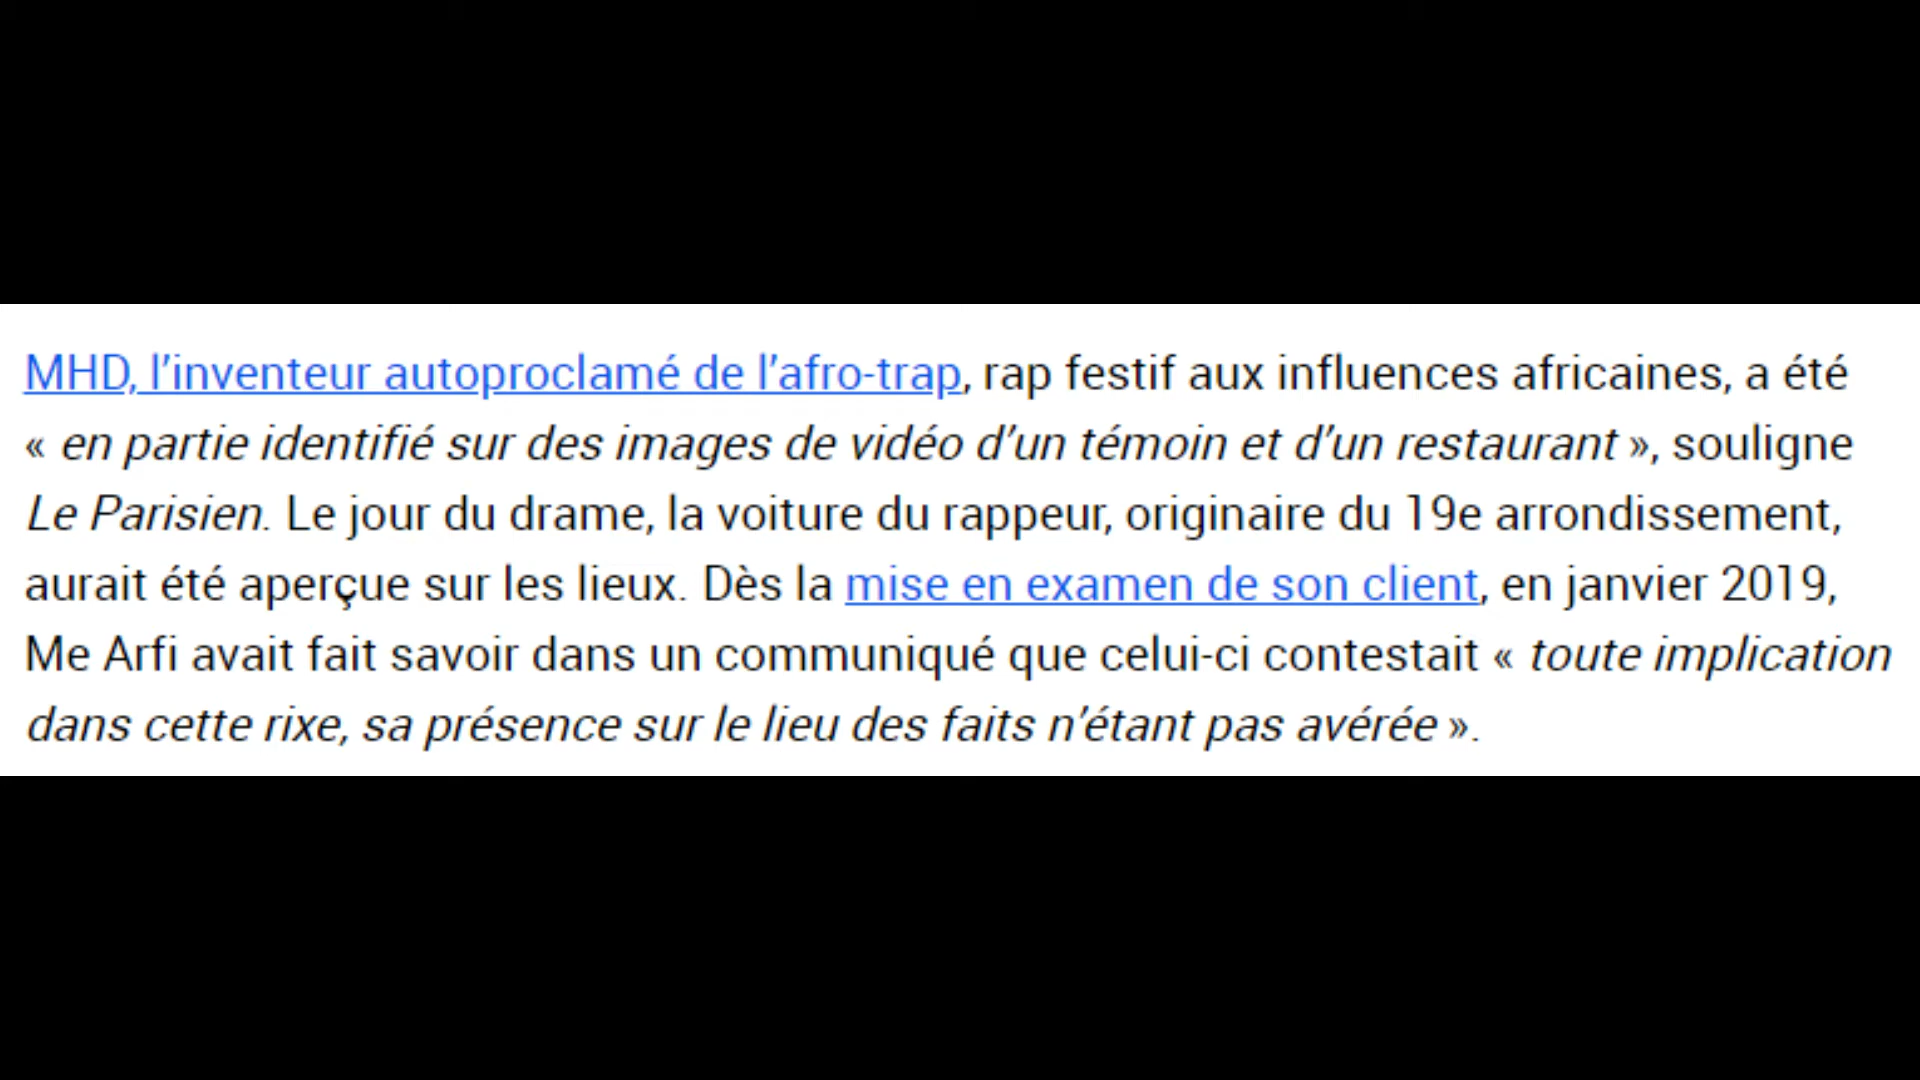 MHD, l’inventeur autoproclamé de l’afro-trap, rap festif aux influences africaines, a été
« en partie identifié sur des images de vidéo d’un témoin et d’un restaurant », souligne
Le Parisien. Le jour du drame, la voiture du rappeur, originaire du 19e arrondissement,
aurait été aperçue sur les lieux. Dès la mise en examen de son client, en janvier 2019,
Me Arfi avait fait savoir dans un communiqué que celui-ci contestait « toute implication
dans cette rixe, sa présence sur le lieu des faits n’étant pas avérée ».